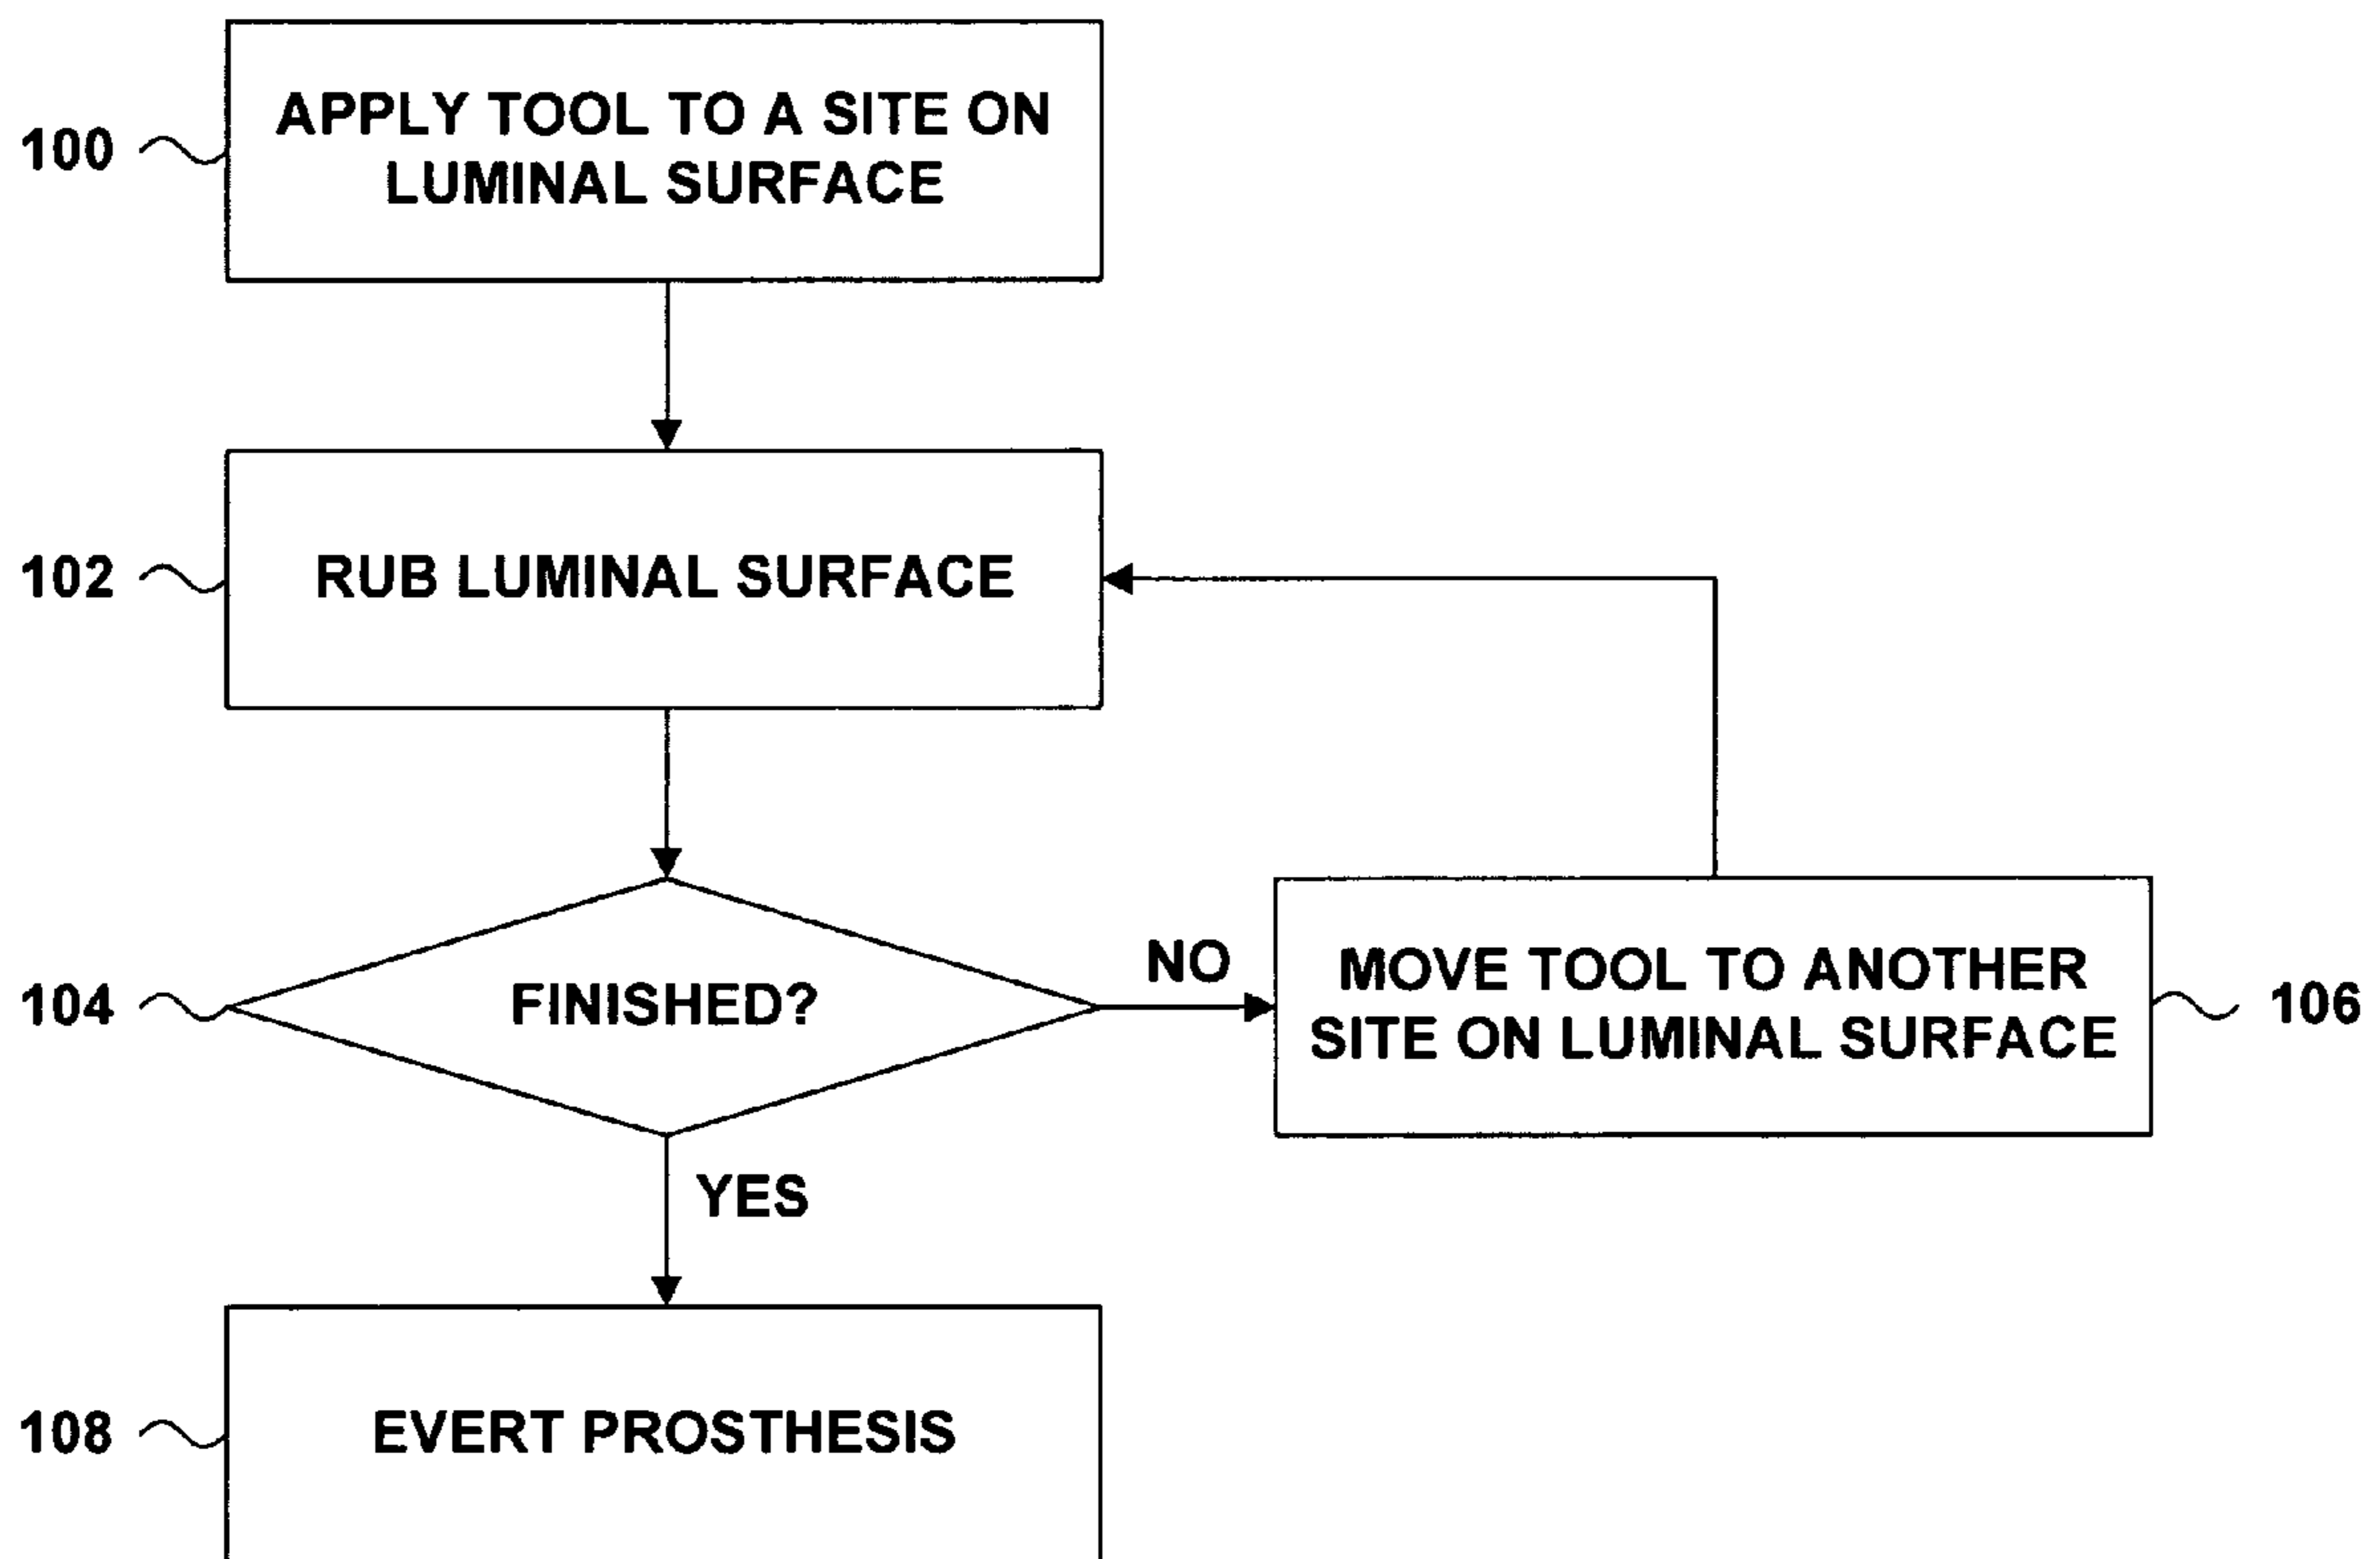 100
APPLY TOOL TO A SITE ON
LUMINAL SURFACE
102
RUB LUMINAL SURFACE
104
FINISHED?
NO
MOVE TOOL TO ANOTHER
SITE ON LUMINAL SURFACE
106
YES
108
EVERT PROSTHESIS